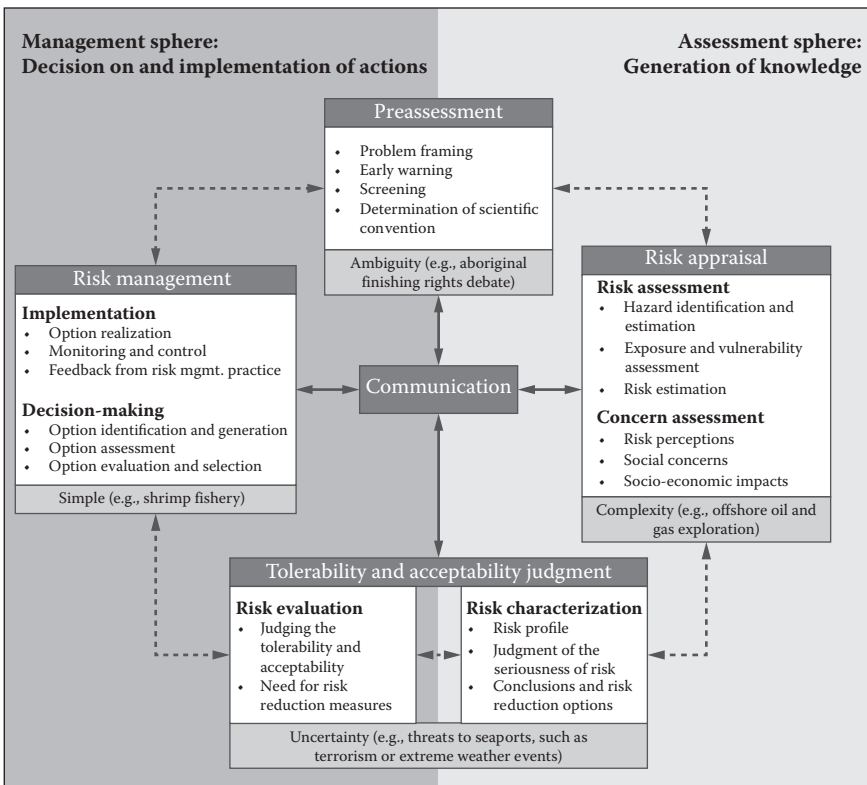 Management sphere:
Decision on and implementation of actions
Assessment sphere:
Generation of knowledge
Preassessment
• Problem framing
• Early warning
• Screening
• Determination of scientific
convention
Ambiguity (e.g., aboriginal
finishing rights debate)
Risk management
Implementation
• Option realization
• Monitoring and control
• Feedback from risk mgmt. practice
Decision-making
• Option identification and generation
• Option assessment
• Option evaluation and selection
Simple (e.g., shrimp fishery)
Communication
Risk appraisal
Risk assessment
• Hazard identification and
estimation
• Exposure and vulnerability
assessment
• Risk estimation
Concern assessment
• Risk perceptions
• Social concerns
• Socio-economic impacts
Complexity (e.g., offshore oil and
gas exploration)
Tolerability and acceptability judgment
Risk evaluation
• Judging the
tolerability and
acceptability
• Need for risk
reduction measures
Risk characterization
• Risk profile
• Judgment of the
seriousness of risk
• Conclusions and risk
reduction options
Uncertainty (e.g., threats to seaports, such as
terrorism or extreme weather events)